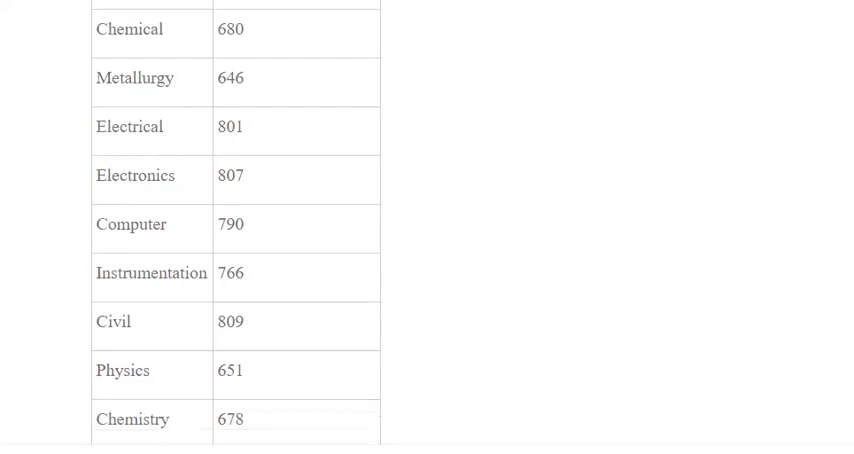 Chemical 680
Metallurgy 646
Electrical 801
Electronics 807
Computer 790
Instrumentation 766
Civil 809
Physics 651
Chemistry 678